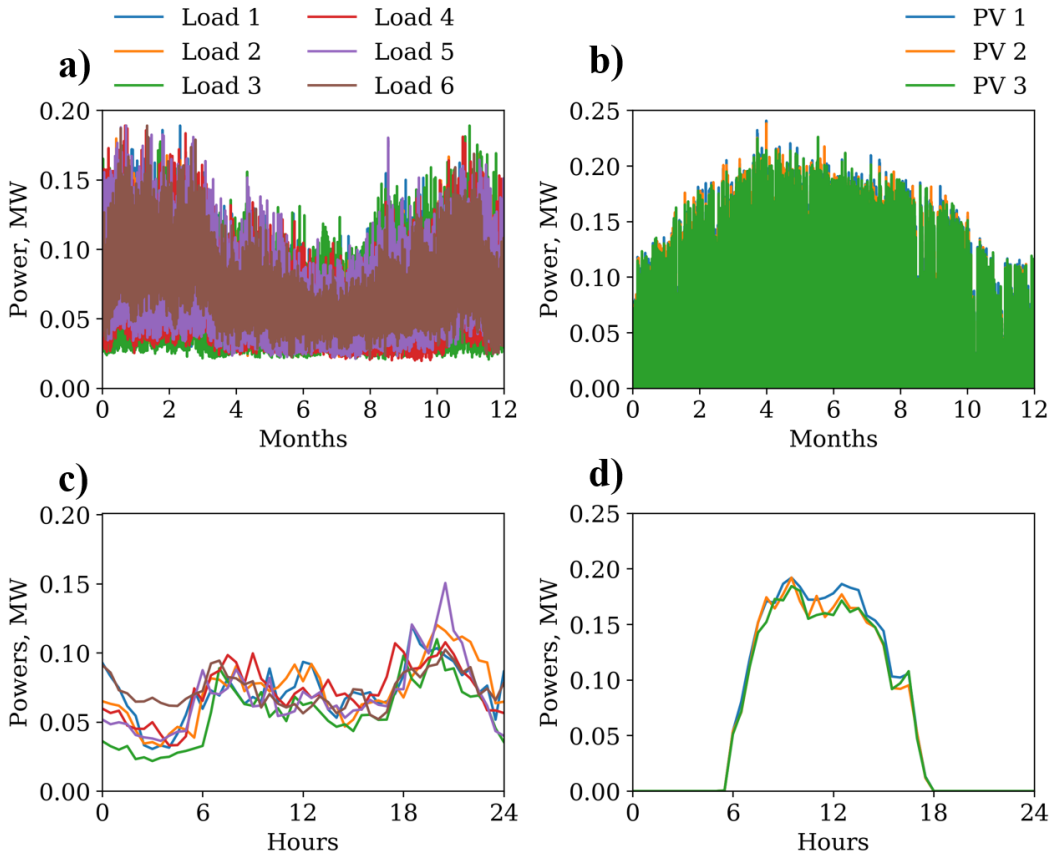 Load 1 Load 4
Load 2 Load 5
Load 3 Load 6
a)
0.20
0.15
0.10
0.05
0.00
Power, MW
0 2 4 6 8 10 12
Months
PV 1
PV 2
PV 3
b)
0.25
0.20
0.15
0.10
0.05
0.00
Power, MW
0 2 4 6 8 10 12
Months
c)
0.20
0.15
0.10
0.05
0.00
Powers, MW
0 6 12 18 24
Hours
d)
0.25
0.20
0.15
0.10
0.05
0.00
Powers, MW
0 6 12 18 24
Hours